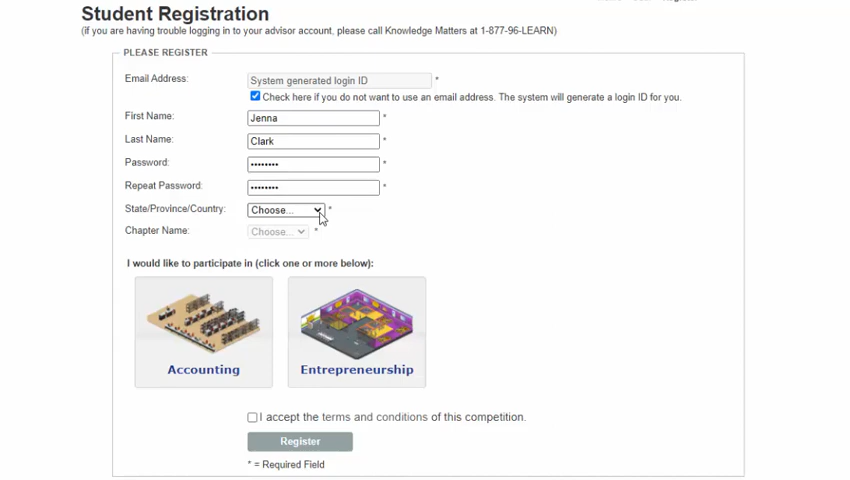 Student Registration
(if you are having trouble logging in to your advisor account, please call Knowledge Matters at 1-877-96-LEARN)
PLEASE REGISTER
Email Address: System generated login ID *
Check here if you do not want to use an email address. The system will generate a login ID for you.
First Name: Jenna *
Last Name: Clark *
Password: •••••••• *
Repeat Password: •••••••• *
State/Province/Country: Choose... *
Chapter Name: Choose... *
I would like to participate in (click one or more below):
Accounting Entrepreneurship
I accept the terms and conditions of this competition.
Register
* = Required Field